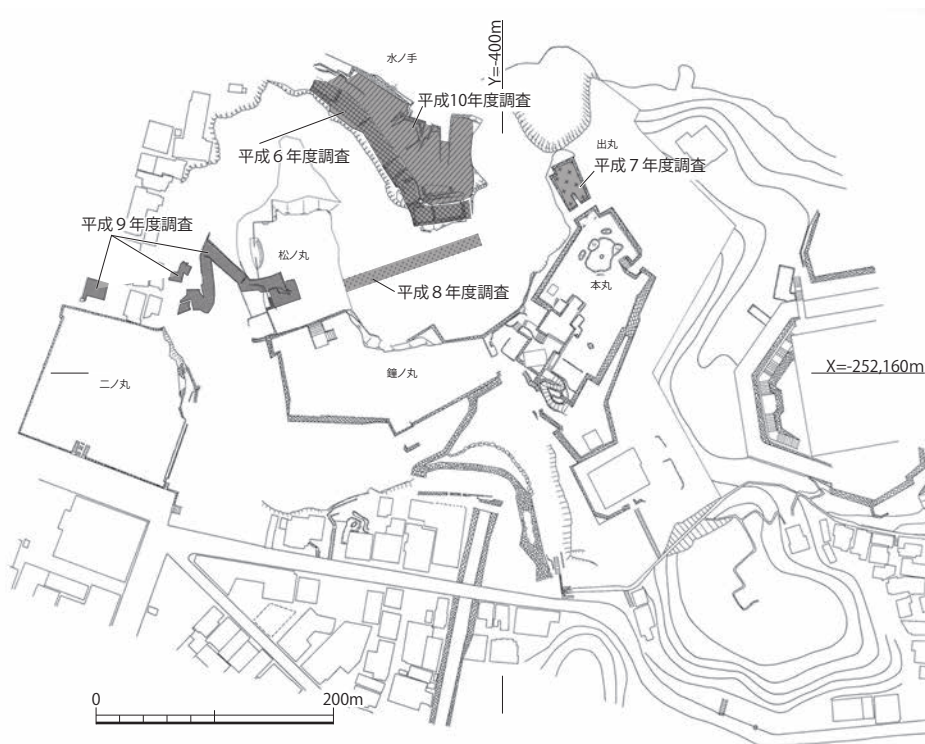 水ノ手
Y=-400m
平成10年度調査
平成6年度調査
出丸
平成7年度調査
平成9年度調査
松ノ丸
平成8年度調査
本丸
二ノ丸
鐘ノ丸
X=-252,160m
0
200m